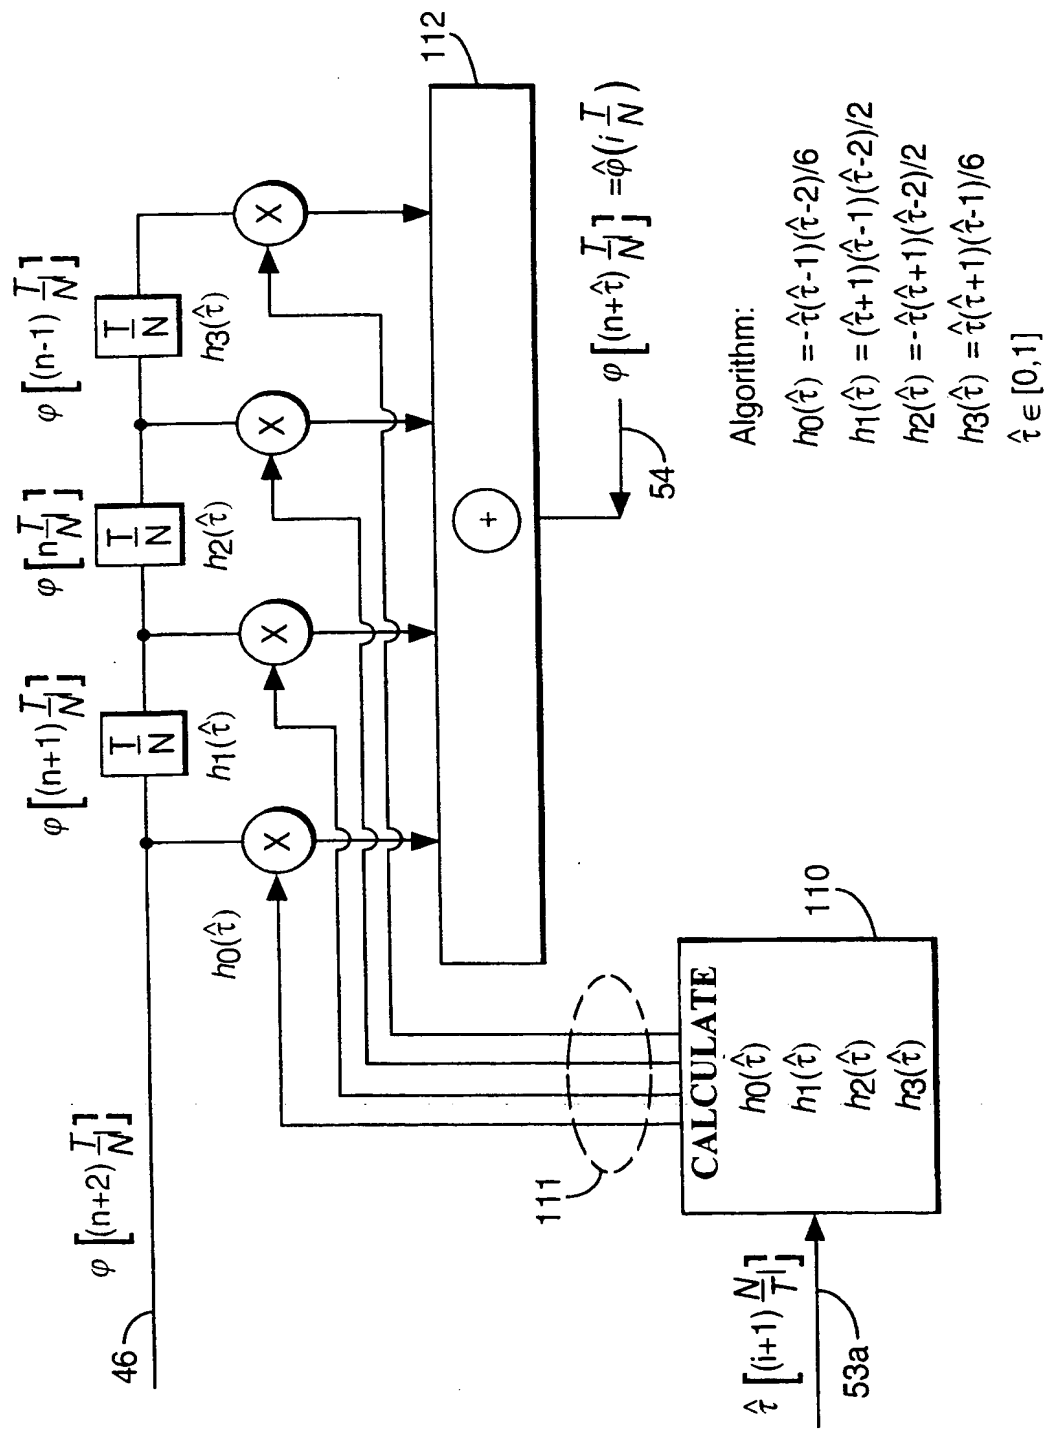 46
φ[(n+2) T/N]
φ[(n+1) T/N]
φ[n T/N]
φ[(n-1) T/N]
T/N
T/N
T/N
h0(τ̂)
h1(τ̂)
h2(τ̂)
h3(τ̂)
X
X
X
X
112
+
111
54
φ[(n+τ̂) T/N] =φ̂(i T/N)
110
CALCULATE
h0(τ̂)
h1(τ̂)
h2(τ̂)
h3(τ̂)
τ̂[(i+1) N/T]
53a
Algorithm:
h0(τ̂) =-τ̂(τ̂-1)(τ̂-2)/6
h1(τ̂) =(τ̂+1)(τ̂-1)(τ̂-2)/2
h2(τ̂) =-τ̂(τ̂+1)(τ̂-2)/2
h3(τ̂) =τ̂(τ̂+1)(τ̂-1)/6
τ̂ ∈ [0,1]